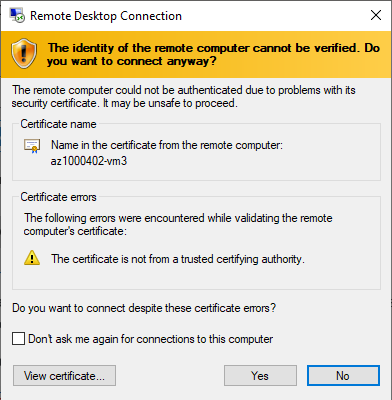 Remote Desktop Connection
The identity of the remote computer cannot be verified. Do
you want to connect anyway?
The remote computer could not be authenticated due to problems with its
security certificate. It may be unsafe to proceed.
Certificate name
Name in the certificate from the remote computer:
az1000402-vm3
Certificate errors
The following errors were encountered while validating the remote
computer's certificate:
The certificate is not from a trusted certifying authority.
Do you want to connect despite these certificate errors?
Don't ask me again for connections to this computer
View certificate... Yes No